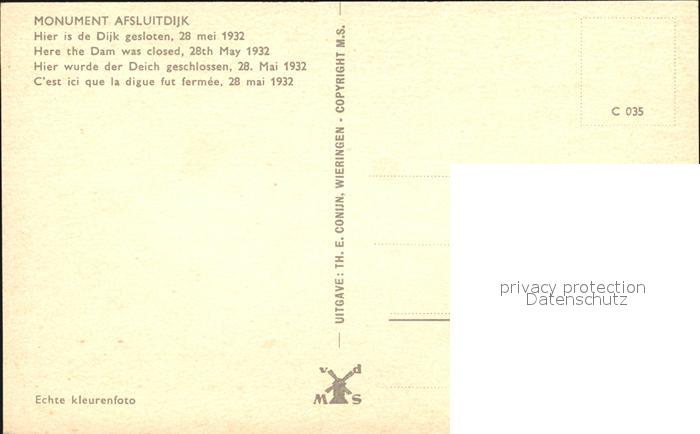 MONUMENT AFSLUITDIJK
Hier is de Dijk gesloten, 28 mei 1932
Here the Dam was closed, 28th May 1932
Hier wurde der Deich geschlossen, 28. Mai 1932
C'est ici que la digue fut fermée, 28 mai 1932
Echte kleurenfoto
UITGAVE: TH. E. CONIJN, WIERINGEN - COPYRIGHT M.S.
v d
M S
C 035
privacy protection
Datenschutz